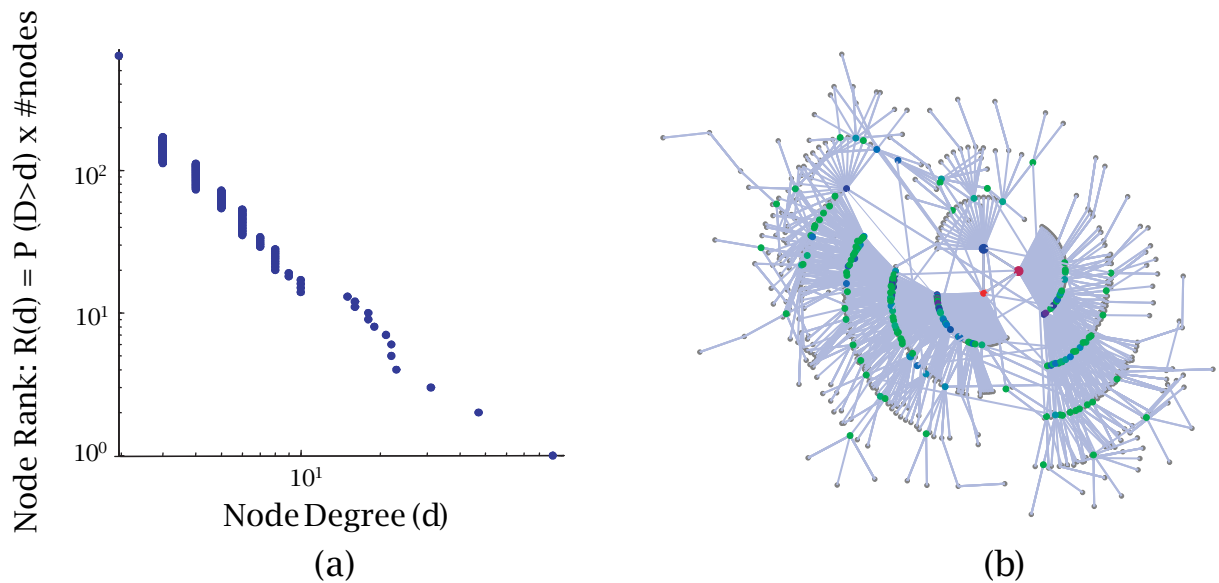 Node Rank: R(d) = P (D>d) x #nodes
10²
10¹
10⁰
10¹
Node Degree (d)
(a)
(b)